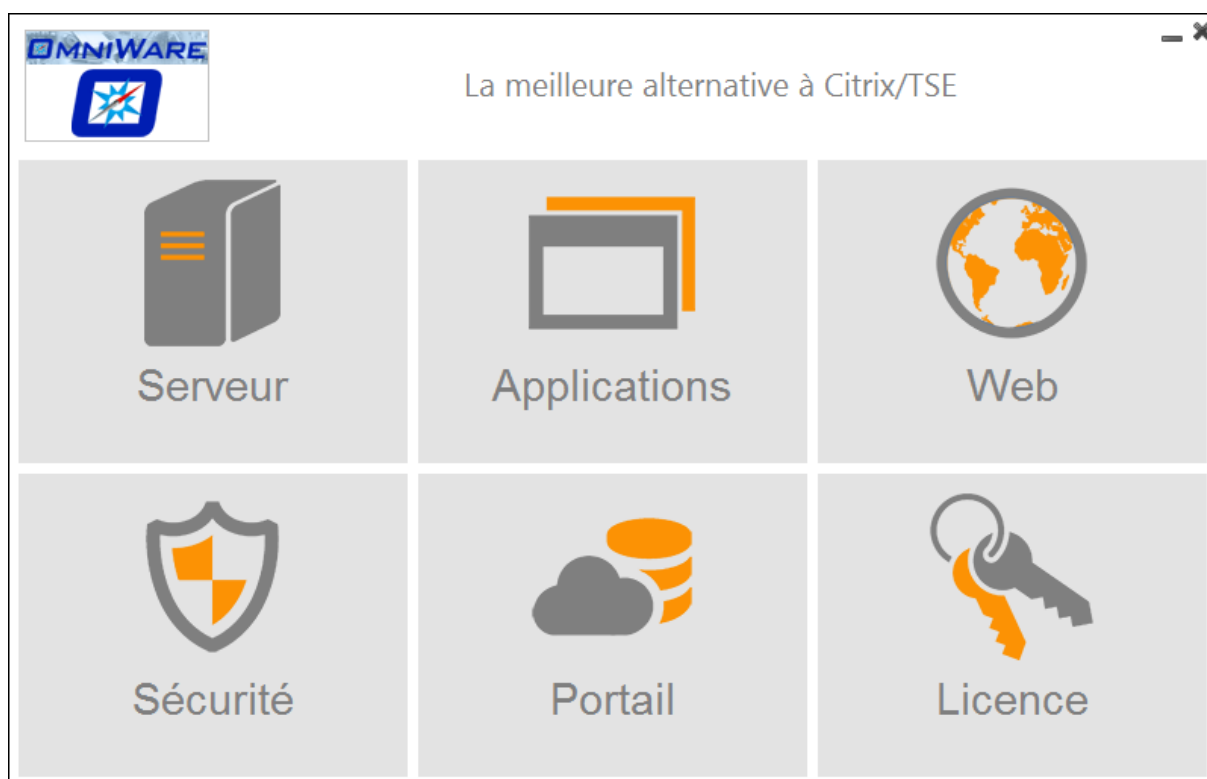 OMNIWARE
La meilleure alternative à Citrix/TSE
Serveur
Applications
Web
Sécurité
Portail
Licence